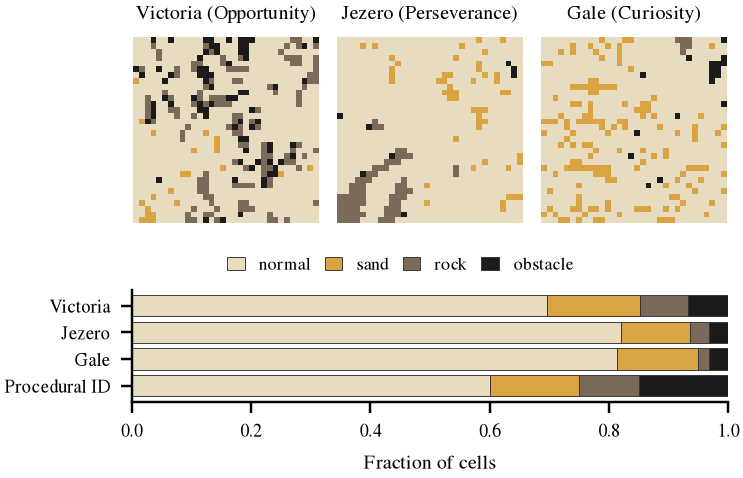 Victoria (Opportunity) Jezero (Perseverance) Gale (Curiosity)
normal sand rock obstacle
Victoria
Jezero
Gale
Procedural ID
0.0 0.2 0.4 0.6 0.8 1.0
Fraction of cells